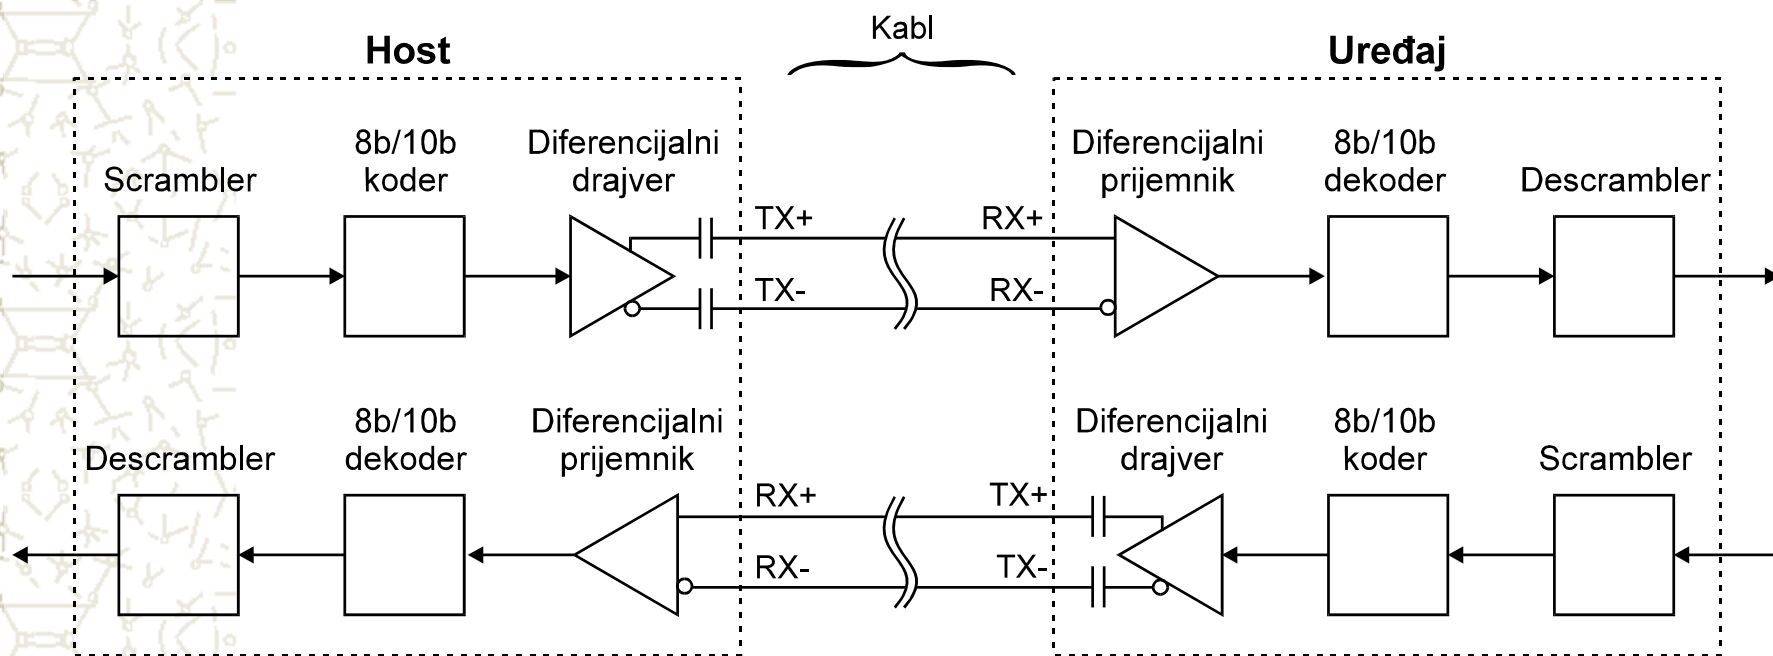 Kabl
Host
Uređaj
8b/10b
koder
Diferencijalni
drajver
Scrambler
Diferencijalni
prijemnik
8b/10b
dekoder
Descrambler
TX+
RX+
TX-
RX-
8b/10b
dekoder
Diferencijalni
prijemnik
Descrambler
Diferencijalni
drajver
8b/10b
koder
Scrambler
RX+
TX+
RX-
TX-